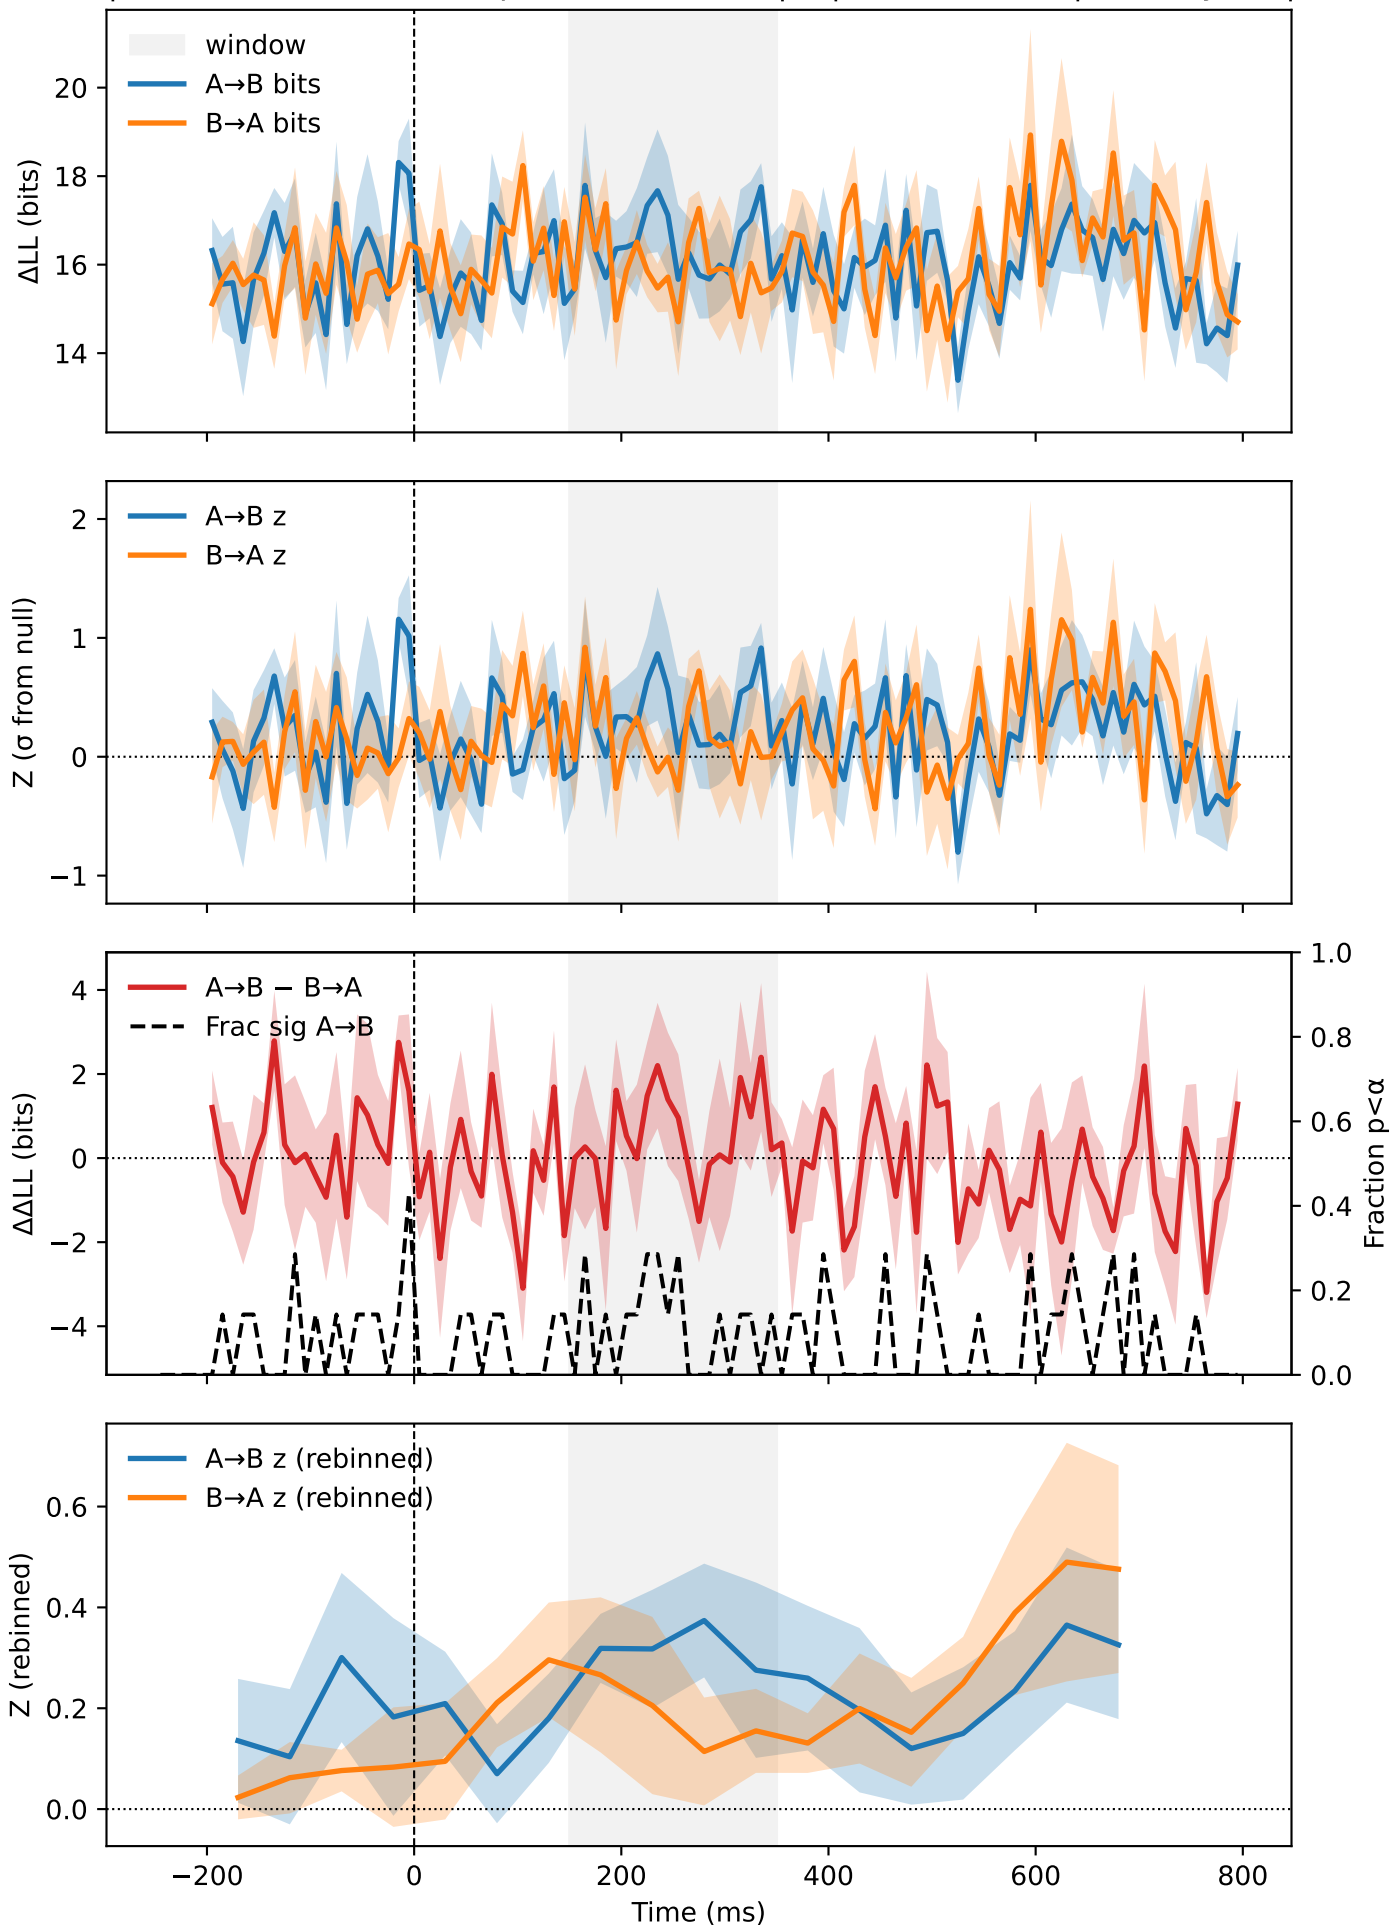 window
A→B bits
B→A bits
ΔLL (bits)
20
18
16
14
A→B z
B→A z
Z (σ from null)
2
1
0
−1
A→B − B→A
Frac sig A→B
ΔΔLL (bits)
4
2
0
−2
−4
1.0
0.8
0.6
0.4
0.2
0.0
Fraction p<α
A→B z (rebinned)
B→A z (rebinned)
Z (rebinned)
0.6
0.4
0.2
0.0
−200
0
200
400
600
800
Time (ms)